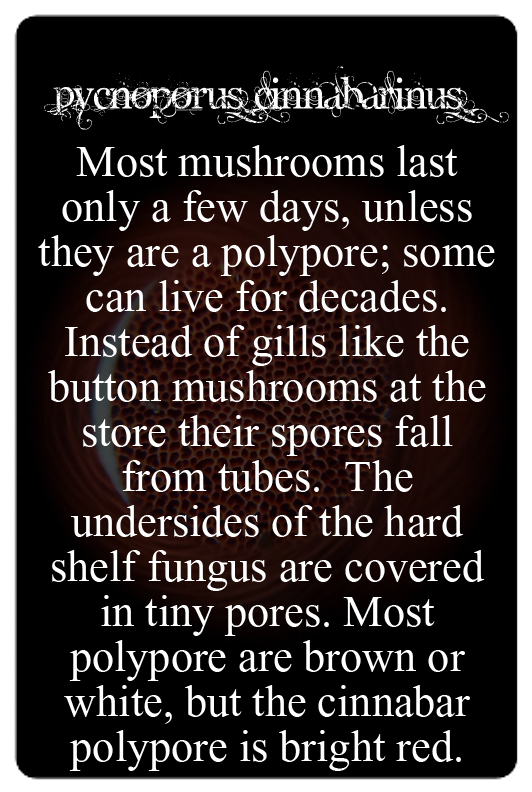 pycnoporus cinnabarinus
Most mushrooms last
only a few days, unless
they are a polypore; some
can live for decades.
Instead of gills like the
button mushrooms at the
store their spores fall
from tubes.  The
undersides of the hard
shelf fungus are covered
in tiny pores. Most
polypore are brown or
white, but the cinnabar
polypore is bright red.